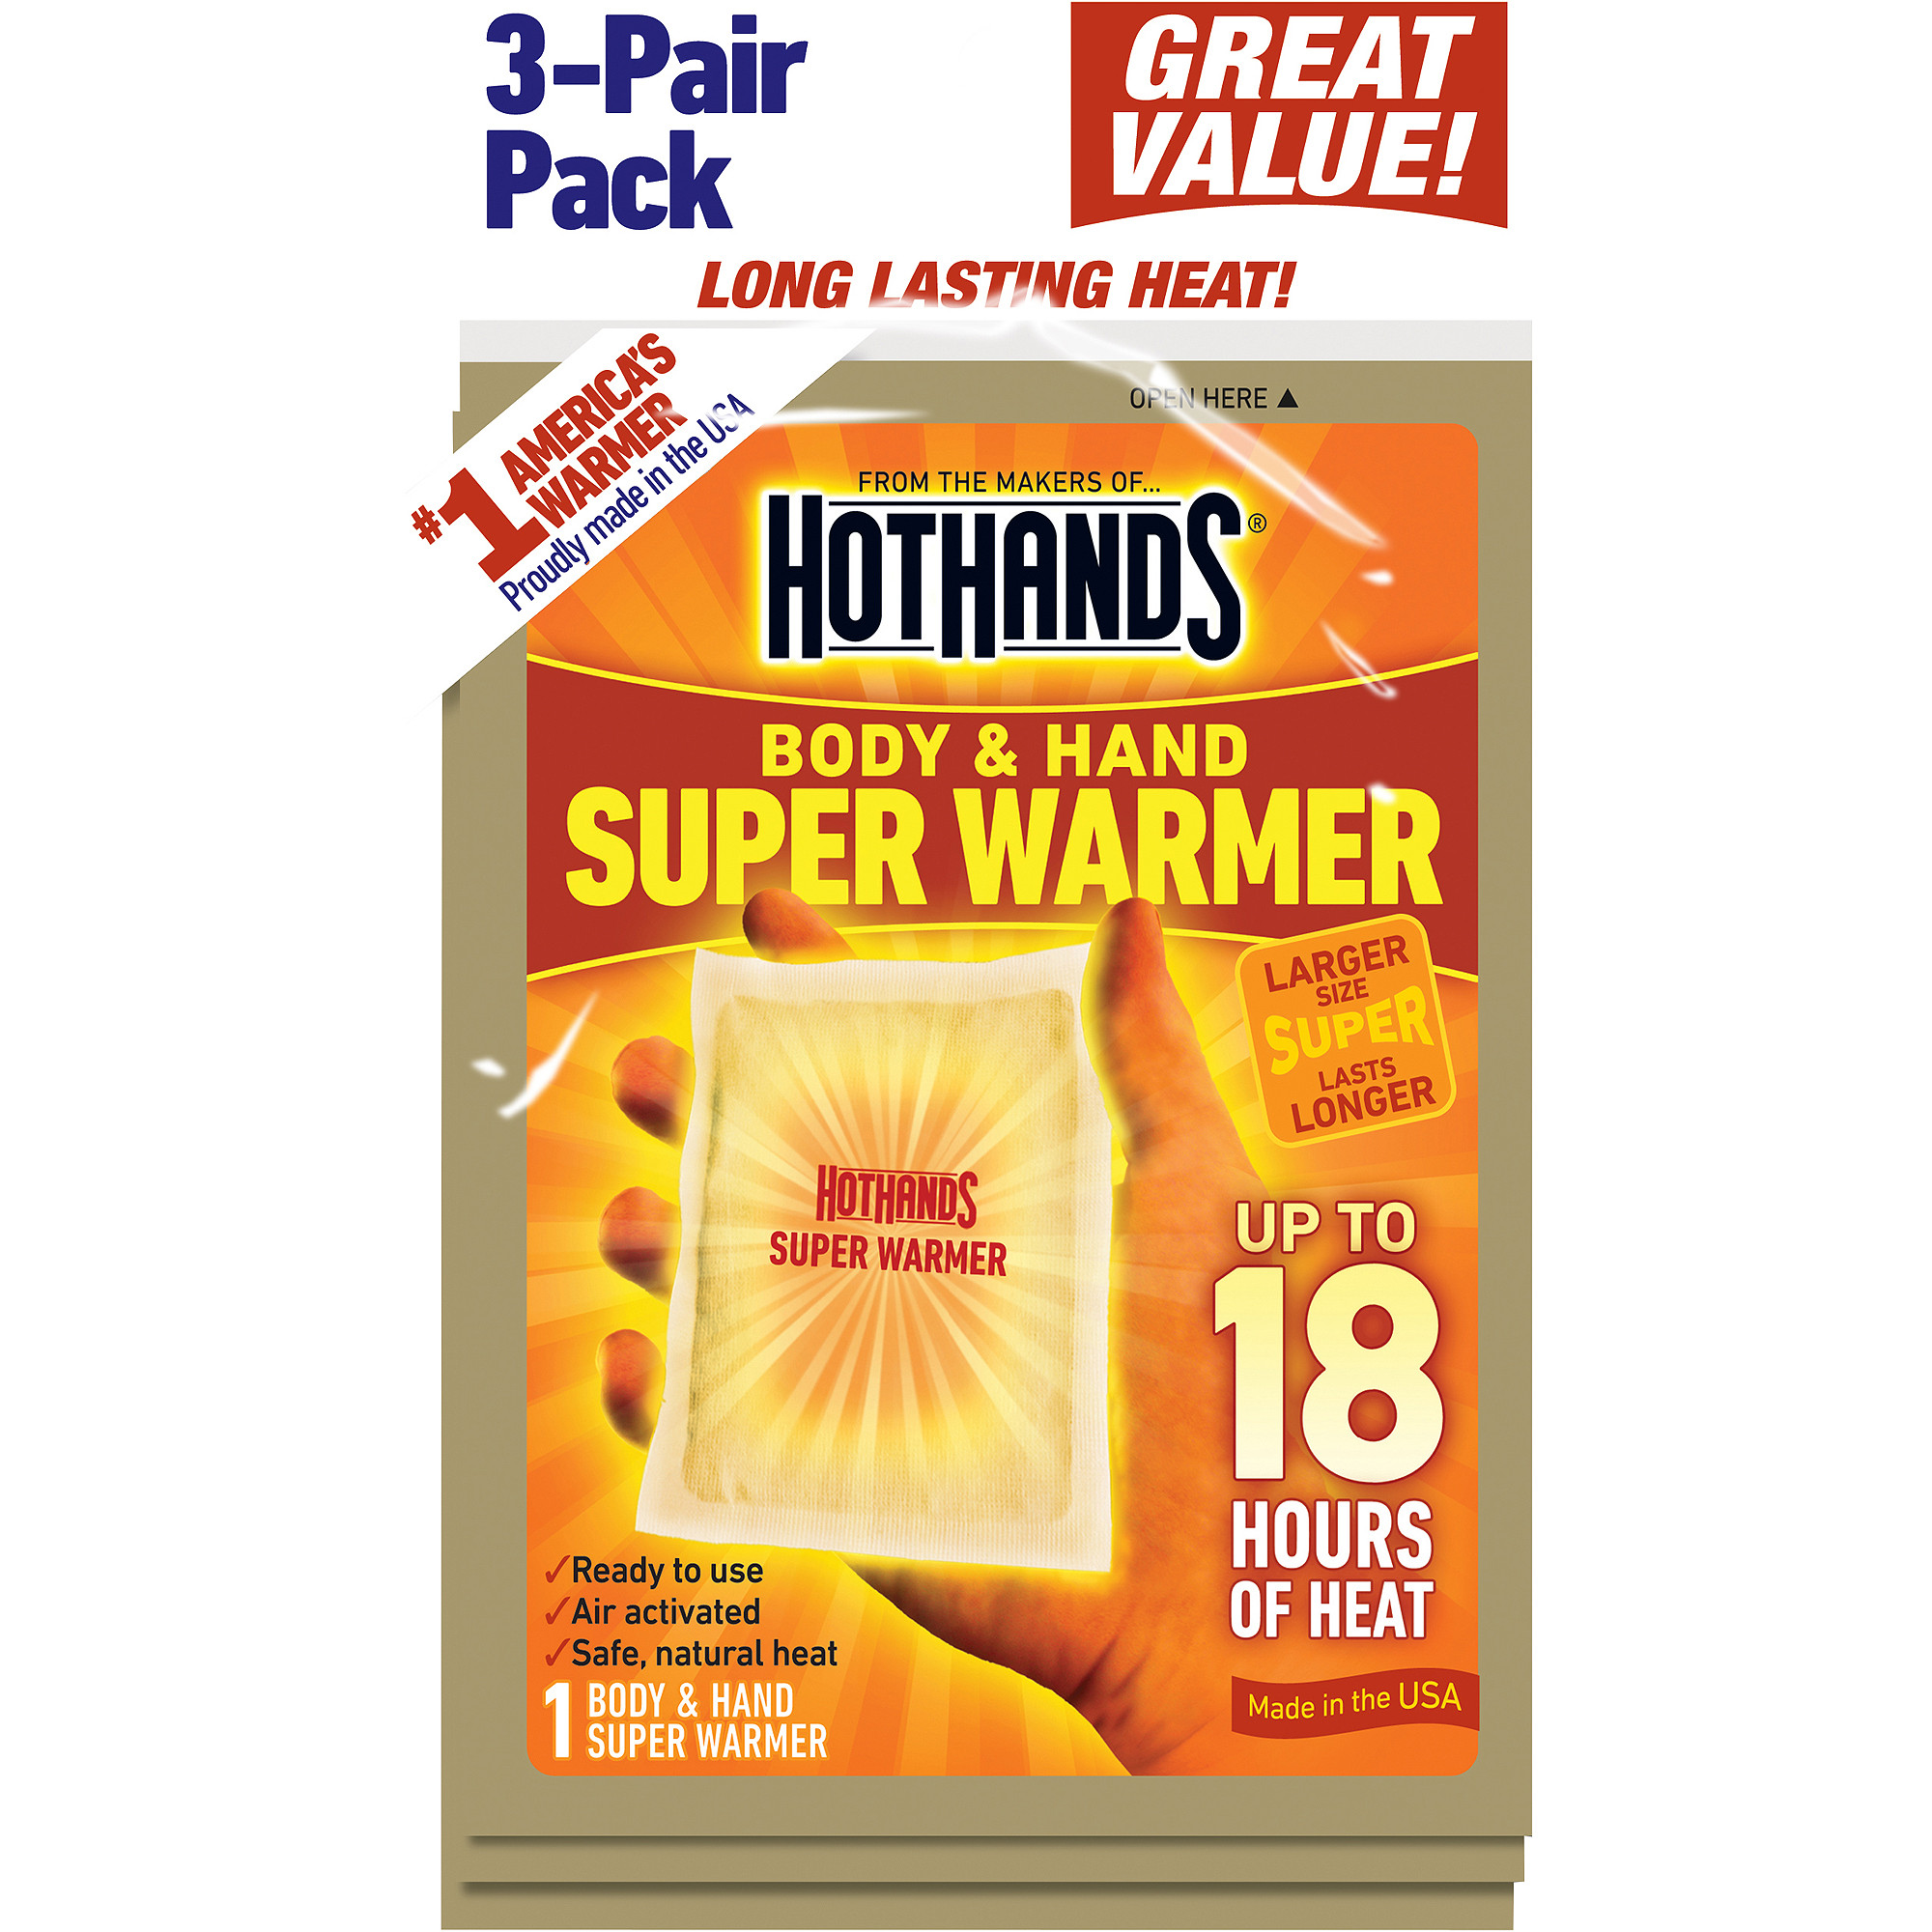 3-Pair
Pack
GREAT
VALUE!
LONG LASTING HEAT!
#1 AMERICA'S
WARMER
Proudly made in the USA
OPEN HERE ▲
FROM THE MAKERS OF...
HOTHANDS®
BODY & HAND
SUPER WARMER
LARGER
SIZE
SUPER
LASTS
LONGER
HOTHANDS
SUPER WARMER
UP TO
18
HOURS
OF HEAT
✓Ready to use
✓Air activated
✓Safe, natural heat
1 BODY & HAND
SUPER WARMER
Made in the USA